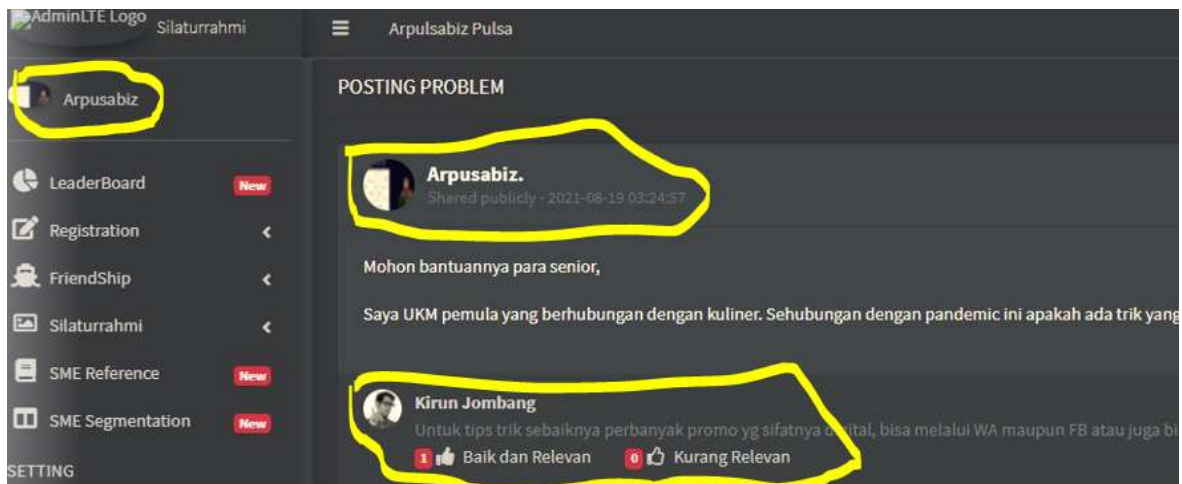 AdminLTE Logo
Silaturrahmi
Arpusabiz
LeaderBoard New
Registration
FriendShip
Silaturrahmi
SME Reference New
SME Segmentation New
SETTING
Arpulsabiz Pulsa
POSTING PROBLEM
Arpusabiz.
Shared publicly - 2021-08-19 03:24:57
Mohon bantuannya para senior,
Saya UKM pemula yang berhubungan dengan kuliner. Sehubungan dengan pandemic ini apakah ada trik yang
Kirun Jombang
Untuk tips trik sebaiknya perbanyak promo yg sifatnya digital, bisa melalui WA maupun FB atau juga bi
1 Baik dan Relevan 0 Kurang Relevan